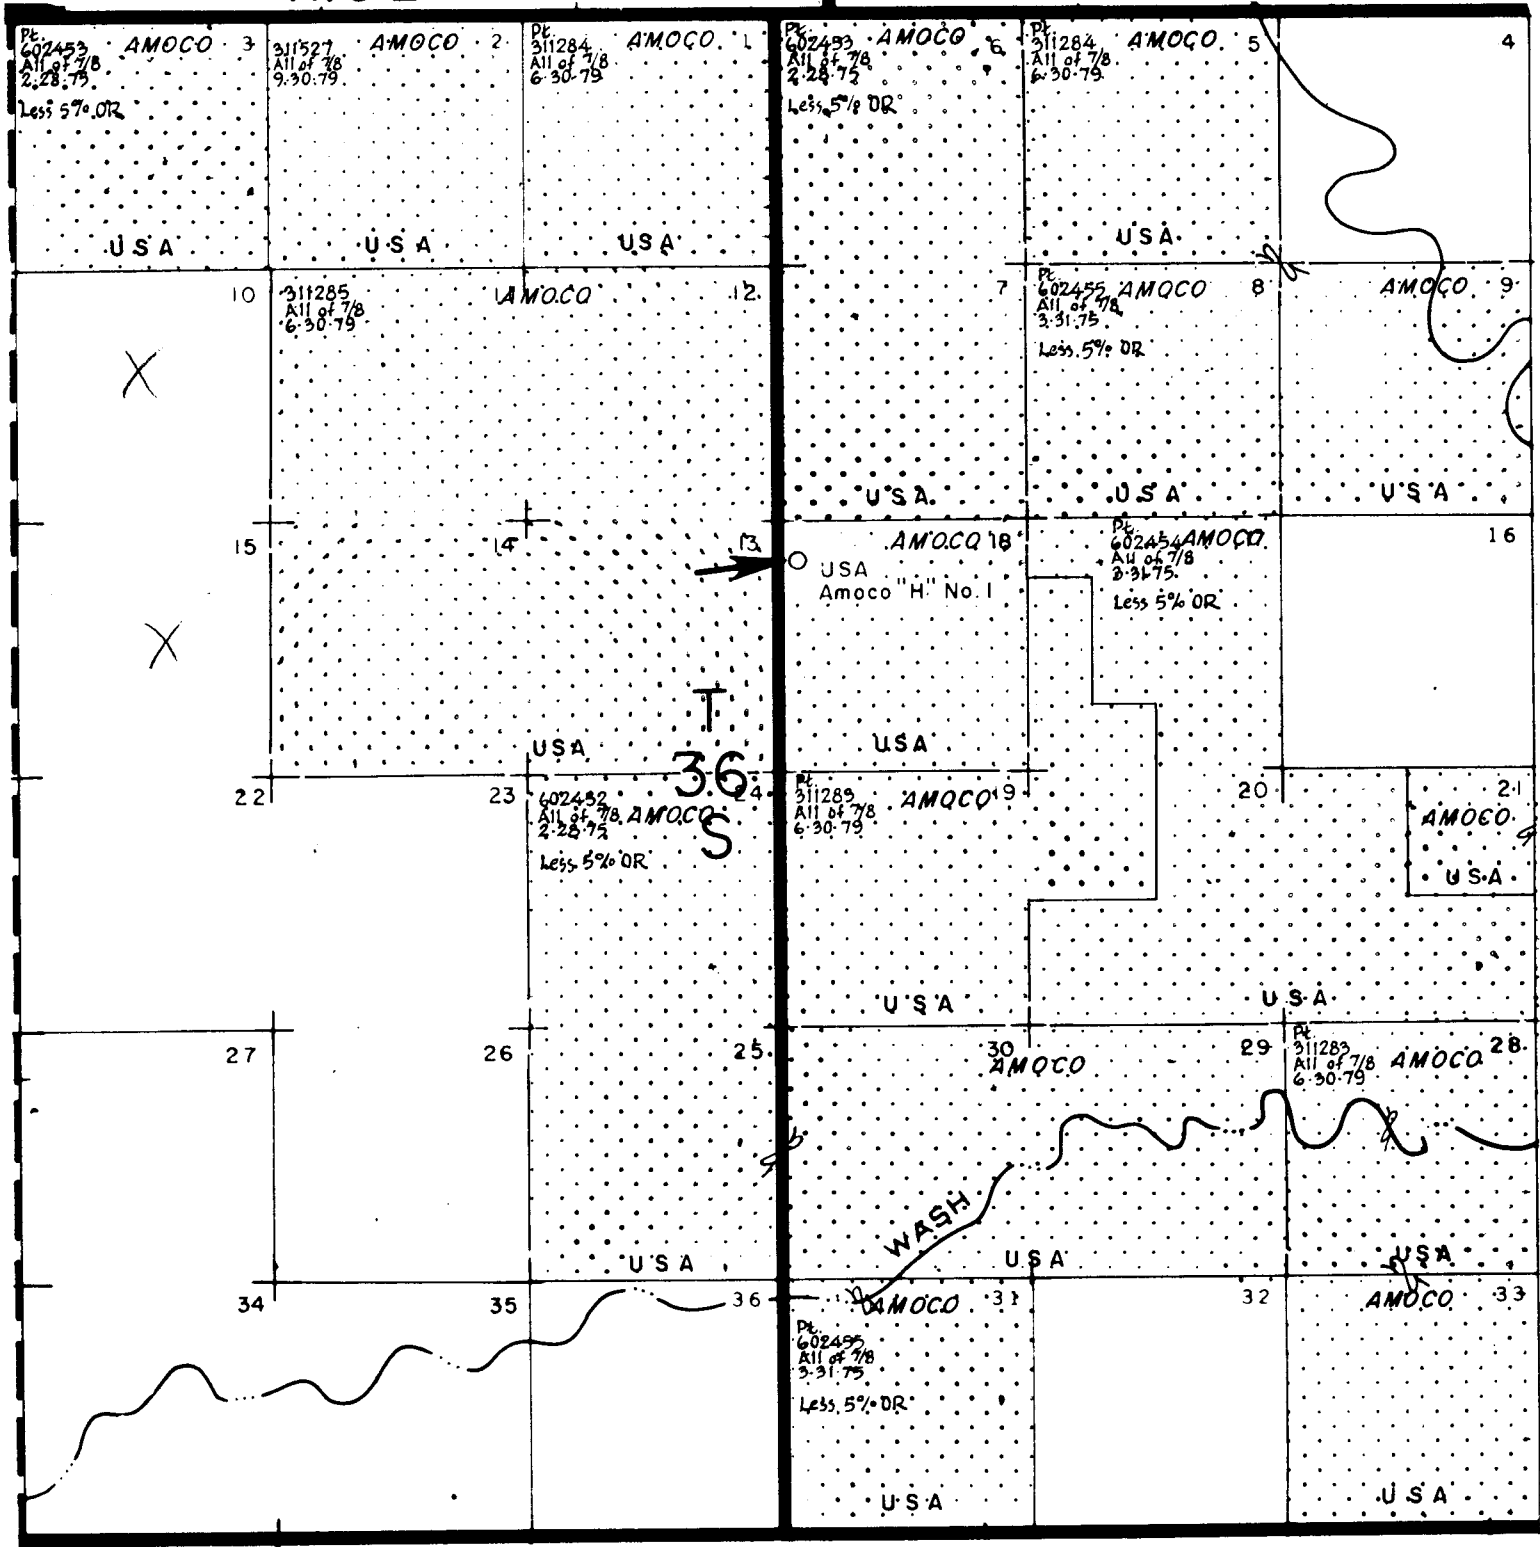 Pt.
602453
All of 7/8
2.28.75
Less 5% OR
AMOCO 3
USA
311527
All of 7/8
9.30.79
AMOCO 2
USA
Pt.
311284
All of 7/8
6.30.79
AMOCO 1
USA
Pt.
602453
All of 7/8
2.28.75
Less 5% OR
AMOCO 6
Pt.
311284
All of 7/8
6.30.79
AMOCO 5
USA
4
10
311285
All of 7/8
6.30.79
AMOCO
12
7
USA
Pt.
602455
All of 7/8
3.31.75
Less 5% OR
AMOCO 8
USA
AMOCO 9
USA
15
14
13
USA
AMOCO 18
USA
Amoco "H" No. 1
USA
Pt.
602454 AMOCO 17
All of 7/8
3.31.75
Less 5% OR
16
T
36
S
22
23
602452
All of 7/8
2.28.75
Less 5% OR
AMOCO
24
Pt.
311283
All of 7/8
6.30.79
AMOCO 19
USA
20
21
AMOCO
USA
USA
27
26
25
USA
30
AMOCO
29
WASH
USA
Pt.
311283
All of 7/8
6.30.79
AMOCO 28
USA
34
35
36
AMOCO 31
Pt.
602455
All of 7/8
3.31.75
Less 5% OR
USA
32
AMOCO 33
USA